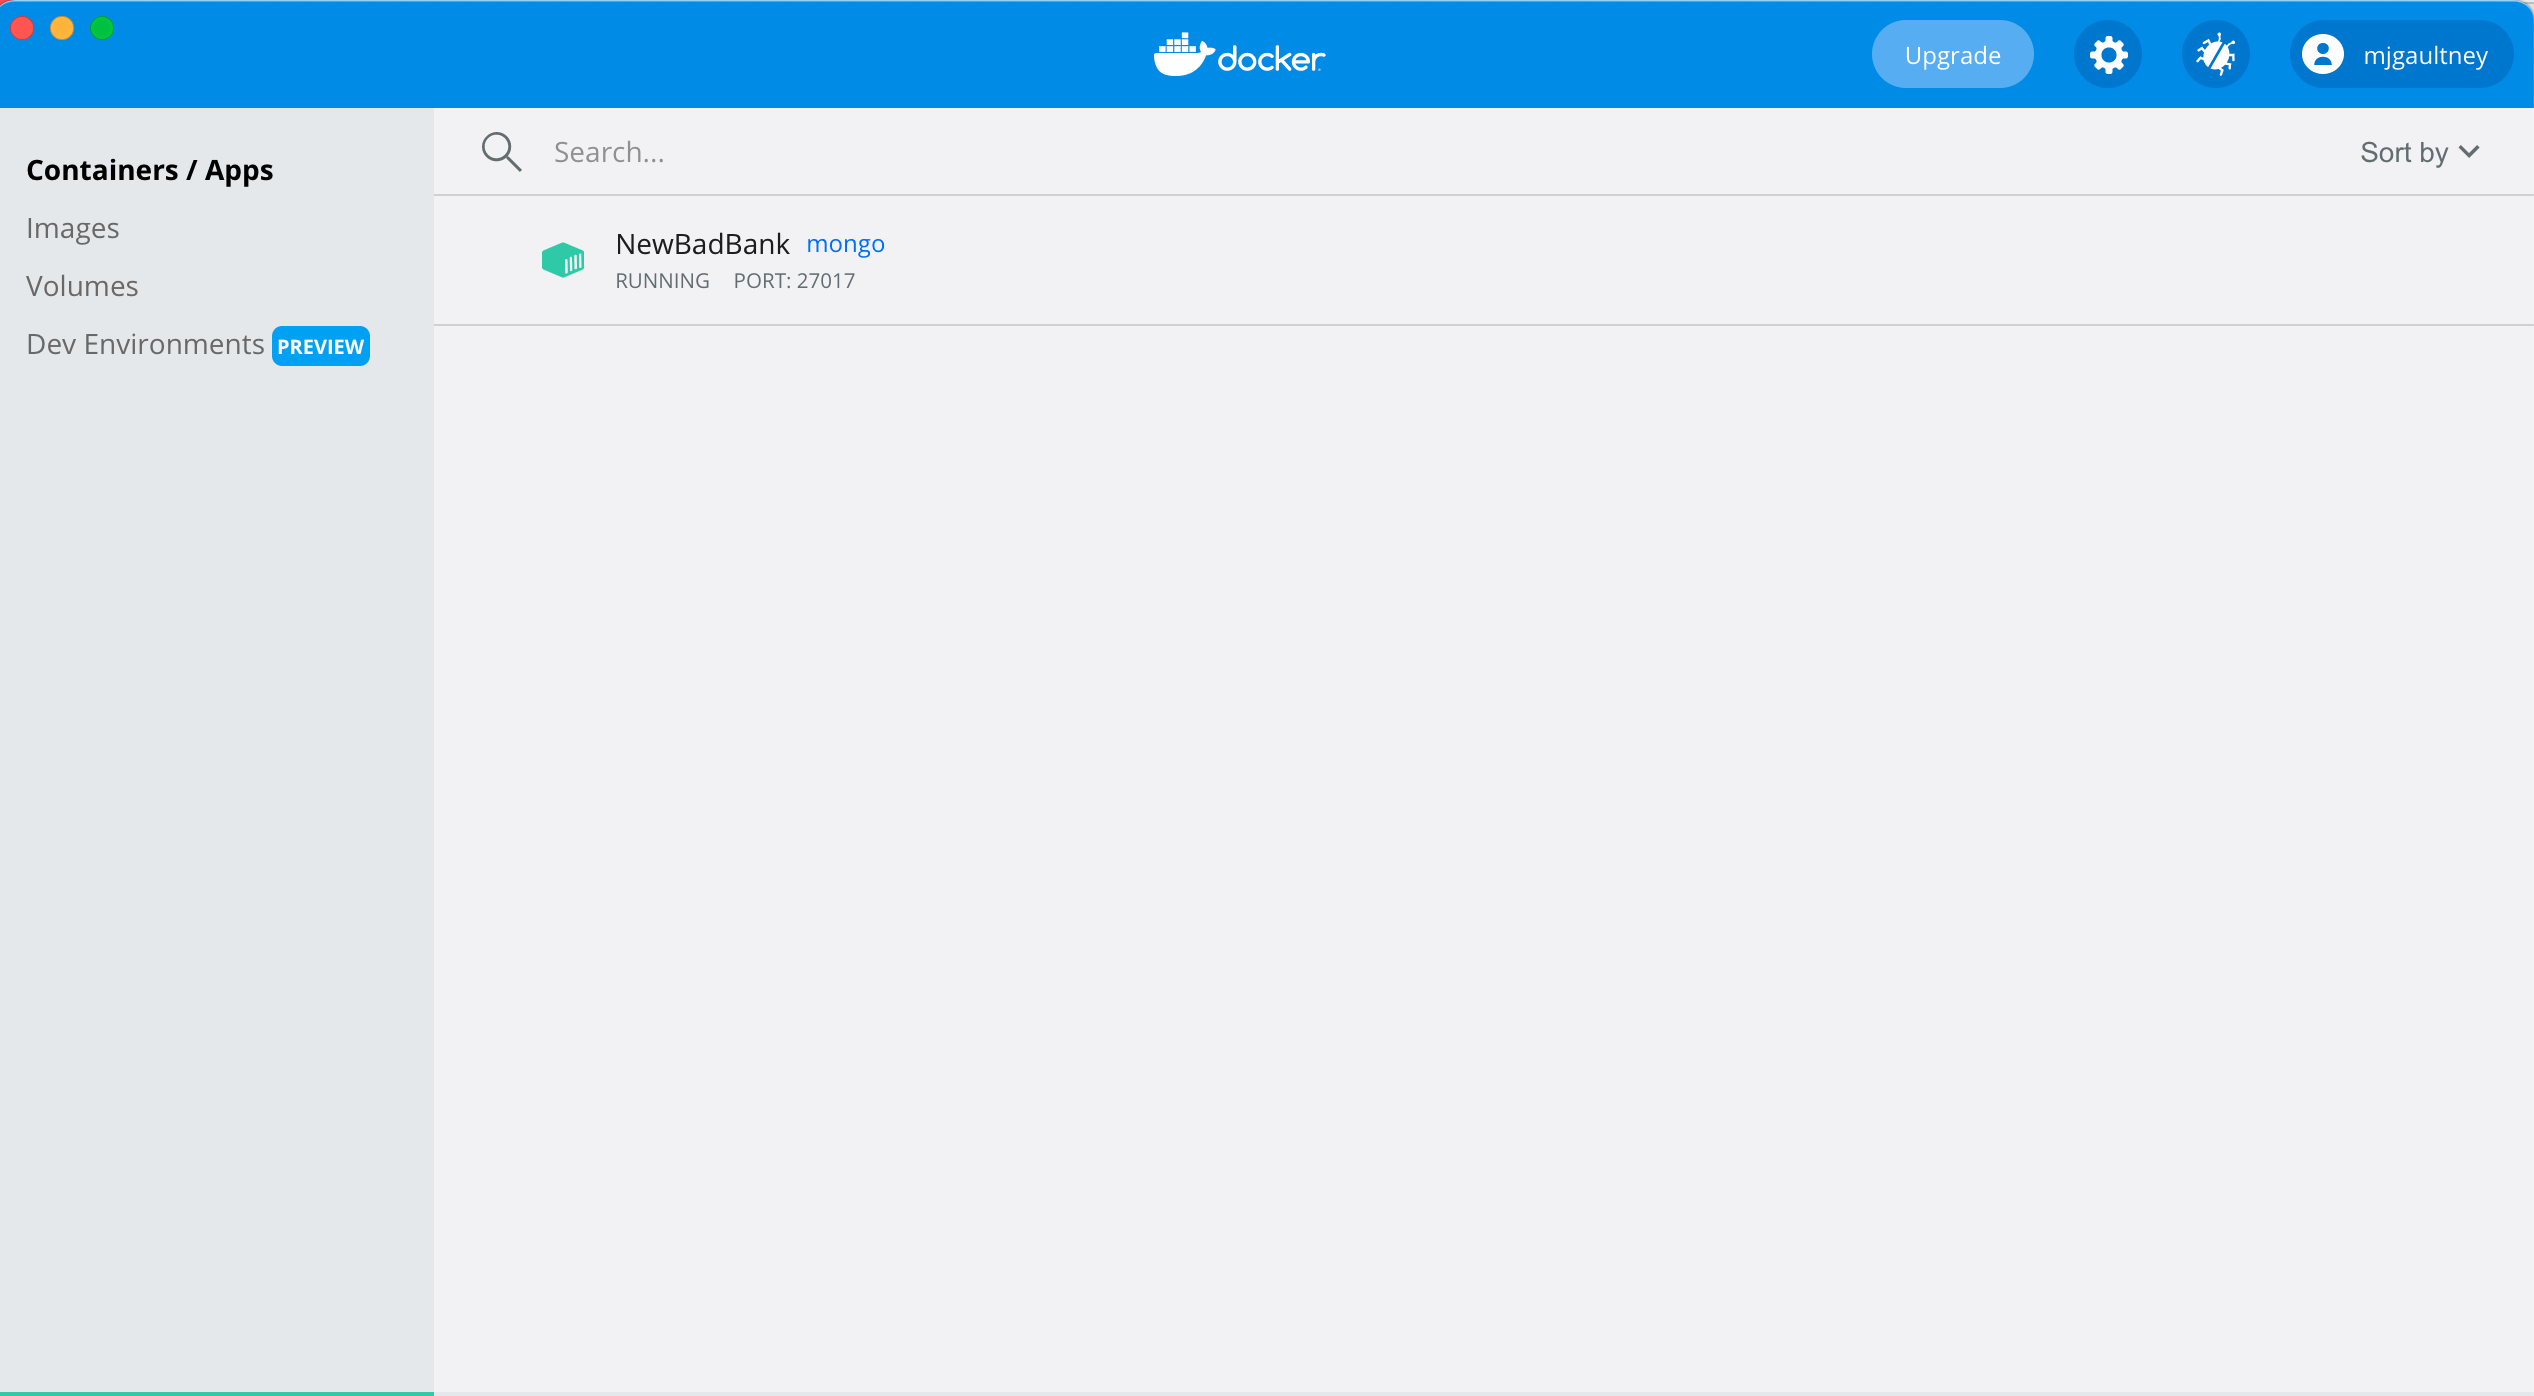 docker
Upgrade
mjgaultney
Containers / Apps
Images
Volumes
Dev Environments PREVIEW
Search...
Sort by
NewBadBank mongo
RUNNING PORT: 27017